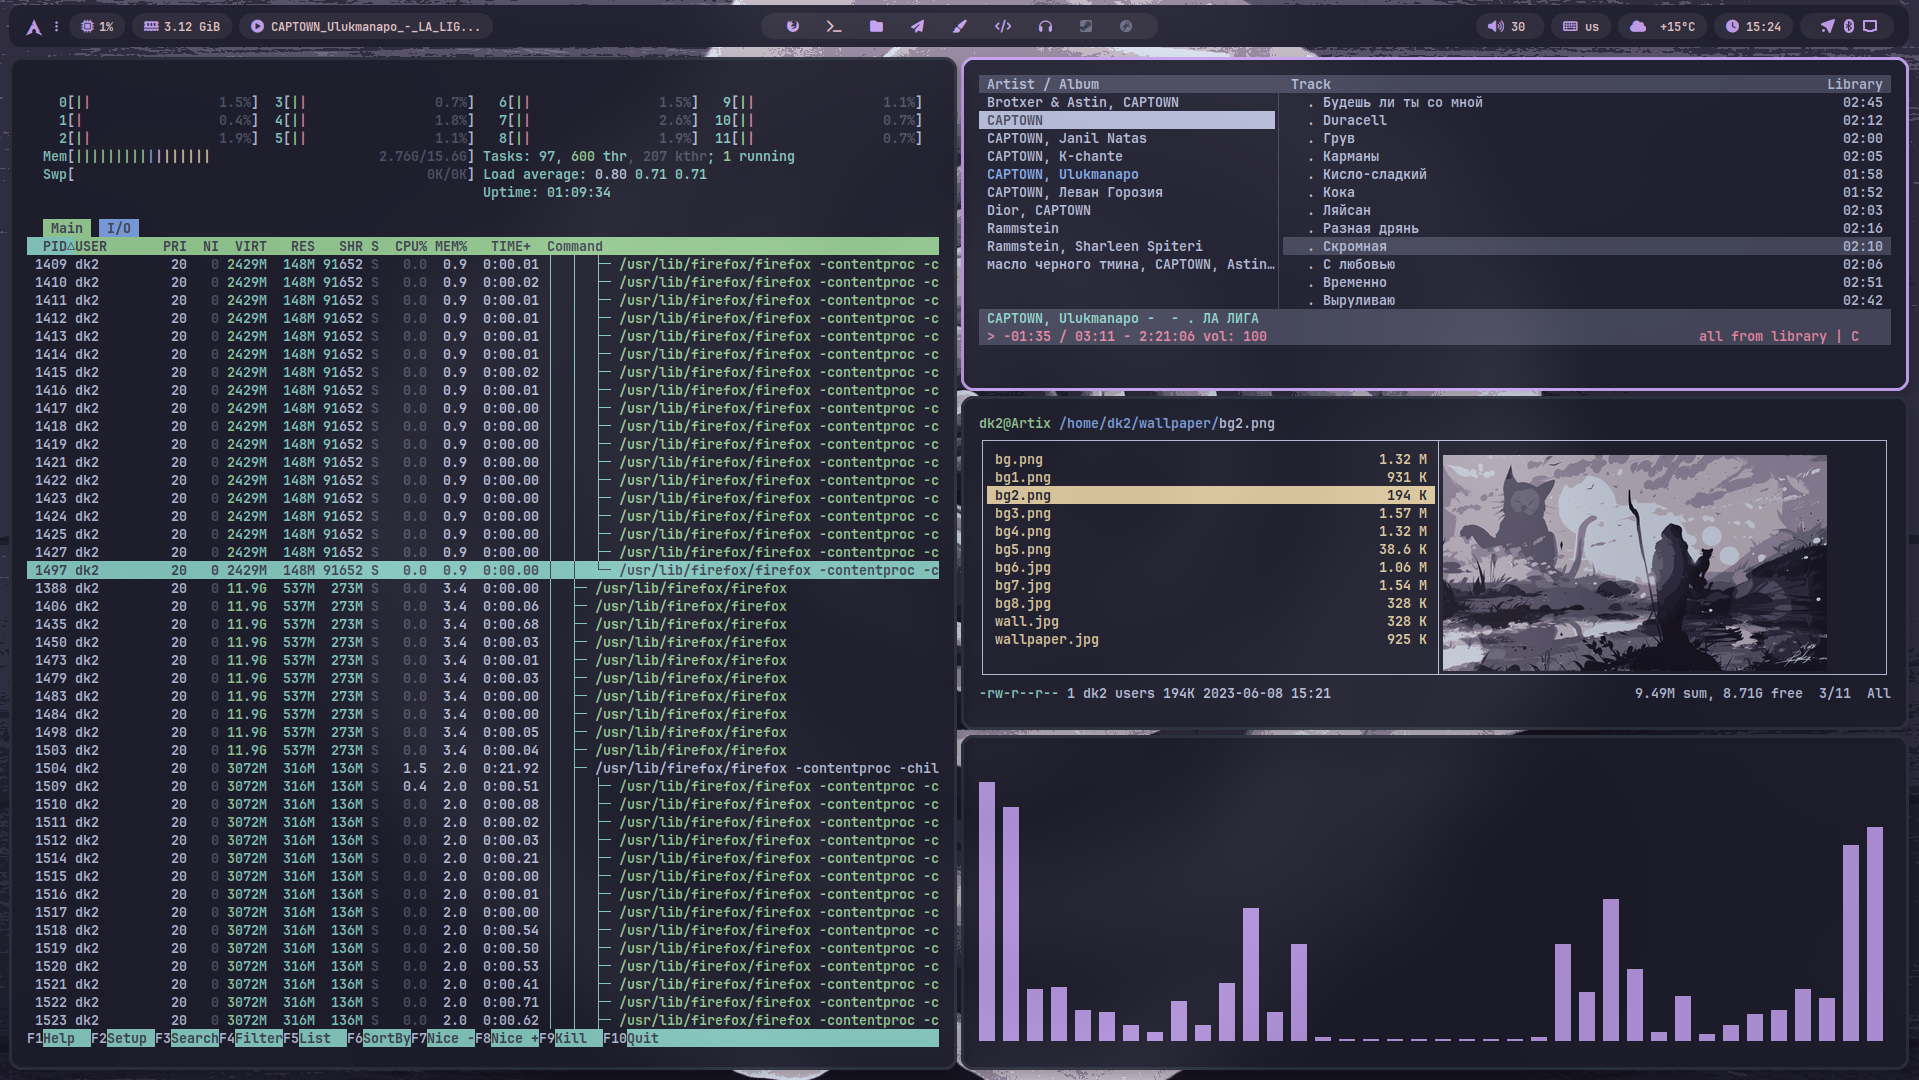 1% 3.12 GiB CAPTOWN_Ulukmanapo_-_LA_LIG... 30 us +15°C 15:24
0[|| 1.5%] 3[|| 0.7%] 6[|| 1.5%] 9[|| 1.1%]
1[| 0.4%] 4[|| 1.8%] 7[|| 2.6%] 10[|| 0.7%]
2[|| 1.9%] 5[|| 1.1%] 8[|| 1.9%] 11[|| 0.7%]
Mem[||||||||||||||||| 2.76G/15.6G] Tasks: 97, 600 thr, 207 kthr; 1 running
Swp[ 0K/0K] Load average: 0.80 0.71 0.71
Uptime: 01:09:34
Main I/O
PID△USER PRI NI VIRT RES SHR S CPU% MEM% TIME+ Command
1409 dk2 20 0 2429M 148M 91652 S 0.0 0.9 0:00.01 /usr/lib/firefox/firefox -contentproc -c
1410 dk2 20 0 2429M 148M 91652 S 0.0 0.9 0:00.02 /usr/lib/firefox/firefox -contentproc -c
1411 dk2 20 0 2429M 148M 91652 S 0.0 0.9 0:00.01 /usr/lib/firefox/firefox -contentproc -c
1412 dk2 20 0 2429M 148M 91652 S 0.0 0.9 0:00.01 /usr/lib/firefox/firefox -contentproc -c
1413 dk2 20 0 2429M 148M 91652 S 0.0 0.9 0:00.01 /usr/lib/firefox/firefox -contentproc -c
1414 dk2 20 0 2429M 148M 91652 S 0.0 0.9 0:00.01 /usr/lib/firefox/firefox -contentproc -c
1415 dk2 20 0 2429M 148M 91652 S 0.0 0.9 0:00.02 /usr/lib/firefox/firefox -contentproc -c
1416 dk2 20 0 2429M 148M 91652 S 0.0 0.9 0:00.01 /usr/lib/firefox/firefox -contentproc -c
1417 dk2 20 0 2429M 148M 91652 S 0.0 0.9 0:00.00 /usr/lib/firefox/firefox -contentproc -c
1418 dk2 20 0 2429M 148M 91652 S 0.0 0.9 0:00.00 /usr/lib/firefox/firefox -contentproc -c
1419 dk2 20 0 2429M 148M 91652 S 0.0 0.9 0:00.00 /usr/lib/firefox/firefox -contentproc -c
1421 dk2 20 0 2429M 148M 91652 S 0.0 0.9 0:00.00 /usr/lib/firefox/firefox -contentproc -c
1422 dk2 20 0 2429M 148M 91652 S 0.0 0.9 0:00.00 /usr/lib/firefox/firefox -contentproc -c
1423 dk2 20 0 2429M 148M 91652 S 0.0 0.9 0:00.00 /usr/lib/firefox/firefox -contentproc -c
1424 dk2 20 0 2429M 148M 91652 S 0.0 0.9 0:00.00 /usr/lib/firefox/firefox -contentproc -c
1425 dk2 20 0 2429M 148M 91652 S 0.0 0.9 0:00.00 /usr/lib/firefox/firefox -contentproc -c
1427 dk2 20 0 2429M 148M 91652 S 0.0 0.9 0:00.00 /usr/lib/firefox/firefox -contentproc -c
1497 dk2 20 0 2429M 148M 91652 S 0.0 0.9 0:00.00 /usr/lib/firefox/firefox -contentproc -c
1388 dk2 20 0 11.9G 537M 273M S 0.0 3.4 0:00.00 /usr/lib/firefox/firefox
1406 dk2 20 0 11.9G 537M 273M S 0.0 3.4 0:00.06 /usr/lib/firefox/firefox
1435 dk2 20 0 11.9G 537M 273M S 0.0 3.4 0:00.68 /usr/lib/firefox/firefox
1450 dk2 20 0 11.9G 537M 273M S 0.0 3.4 0:00.03 /usr/lib/firefox/firefox
1473 dk2 20 0 11.9G 537M 273M S 0.0 3.4 0:00.01 /usr/lib/firefox/firefox
1479 dk2 20 0 11.9G 537M 273M S 0.0 3.4 0:00.03 /usr/lib/firefox/firefox
1483 dk2 20 0 11.9G 537M 273M S 0.0 3.4 0:00.00 /usr/lib/firefox/firefox
1484 dk2 20 0 11.9G 537M 273M S 0.0 3.4 0:00.00 /usr/lib/firefox/firefox
1498 dk2 20 0 11.9G 537M 273M S 0.0 3.4 0:00.05 /usr/lib/firefox/firefox
1503 dk2 20 0 11.9G 537M 273M S 0.0 3.4 0:00.04 /usr/lib/firefox/firefox
1504 dk2 20 0 3072M 316M 136M S 1.5 2.0 0:21.92 /usr/lib/firefox/firefox -contentproc -chil
1509 dk2 20 0 3072M 316M 136M S 0.4 2.0 0:00.51 /usr/lib/firefox/firefox -contentproc -c
1510 dk2 20 0 3072M 316M 136M S 0.0 2.0 0:00.08 /usr/lib/firefox/firefox -contentproc -c
1511 dk2 20 0 3072M 316M 136M S 0.0 2.0 0:00.02 /usr/lib/firefox/firefox -contentproc -c
1512 dk2 20 0 3072M 316M 136M S 0.0 2.0 0:00.03 /usr/lib/firefox/firefox -contentproc -c
1514 dk2 20 0 3072M 316M 136M S 0.0 2.0 0:00.21 /usr/lib/firefox/firefox -contentproc -c
1515 dk2 20 0 3072M 316M 136M S 0.0 2.0 0:00.00 /usr/lib/firefox/firefox -contentproc -c
1516 dk2 20 0 3072M 316M 136M S 0.0 2.0 0:00.01 /usr/lib/firefox/firefox -contentproc -c
1517 dk2 20 0 3072M 316M 136M S 0.0 2.0 0:00.00 /usr/lib/firefox/firefox -contentproc -c
1518 dk2 20 0 3072M 316M 136M S 0.0 2.0 0:00.54 /usr/lib/firefox/firefox -contentproc -c
1519 dk2 20 0 3072M 316M 136M S 0.0 2.0 0:00.50 /usr/lib/firefox/firefox -contentproc -c
1520 dk2 20 0 3072M 316M 136M S 0.0 2.0 0:00.53 /usr/lib/firefox/firefox -contentproc -c
1521 dk2 20 0 3072M 316M 136M S 0.0 2.0 0:00.41 /usr/lib/firefox/firefox -contentproc -c
1522 dk2 20 0 3072M 316M 136M S 0.0 2.0 0:00.71 /usr/lib/firefox/firefox -contentproc -c
1523 dk2 20 0 3072M 316M 136M S 0.0 2.0 0:00.62 /usr/lib/firefox/firefox -contentproc -c
F1Help F2Setup F3SearchF4FilterF5List F6SortByF7Nice -F8Nice +F9Kill F10Quit
Artist / Album Track Library
Brotxer & Astin, CAPTOWN . Будешь ли ты со мной 02:45
CAPTOWN . Duracell 02:12
CAPTOWN, Janil Natas . Грув 02:00
CAPTOWN, K-chante . Карманы 02:05
CAPTOWN, Ulukmanapo . Кисло-сладкий 01:58
CAPTOWN, Леван Горозия . Кока 01:52
Dior, CAPTOWN . Ляйсан 02:03
Rammstein . Разная дрянь 02:16
Rammstein, Sharleen Spiteri . Скромная 02:10
масло черного тмина, CAPTOWN, Astin… . С любовью 02:06
. Временно 02:51
. Выруливаю 02:42
CAPTOWN, Ulukmanapo - - . ЛА ЛИГА
> -01:35 / 03:11 - 2:21:06 vol: 100 all from library | C
dk2@Artix /home/dk2/wallpaper/bg2.png
bg.png 1.32 M
bg1.png 931 K
bg2.png 194 K
bg3.png 1.57 M
bg4.png 1.32 M
bg5.png 38.6 K
bg6.jpg 1.06 M
bg7.jpg 1.54 M
bg8.jpg 328 K
wall.jpg 328 K
wallpaper.jpg 925 K
-rw-r--r-- 1 dk2 users 194K 2023-06-08 15:21 9.49M sum, 8.71G free 3/11 All